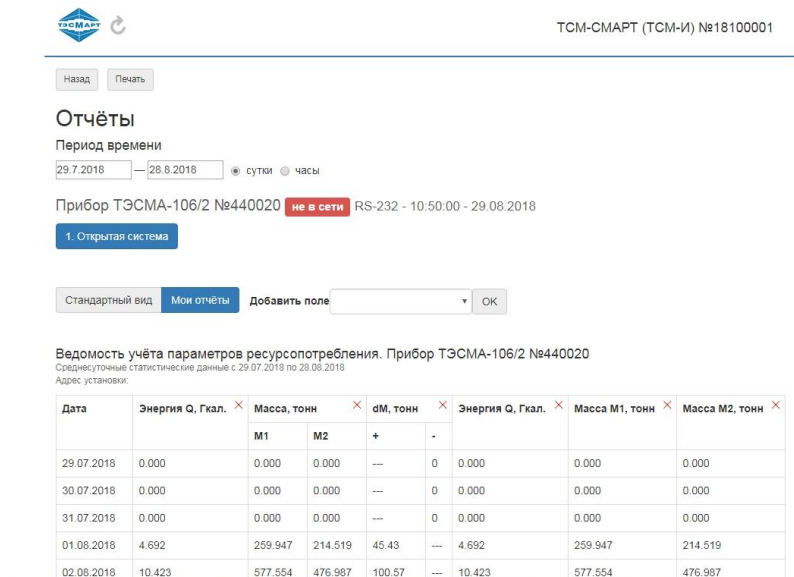 ТЭСМАРТ
ТСМ-СМАРТ (ТСМ-И) №18100001
Назад Печать
Отчёты
Период времени
29.7.2018 — 28.8.2018 сутки часы
Прибор ТЭСМА-106/2 №440020 не в сети RS-232 - 10:50:00 - 29.08.2018
1. Открытая система
Стандартный вид Мои отчёты Добавить поле OK
Ведомость учёта параметров ресурсопотребления. Прибор ТЭСМА-106/2 №440020
Среднесуточные статистические данные с 29.07.2018 по 28.08.2018
Адрес установки:
Дата Энергия Q, Гкал. Масса, тонн dM, тонн Энергия Q, Гкал. Масса M1, тонн Масса M2, тонн
M1 M2 + -
29.07.2018 0.000 0.000 0.000 --- 0 0.000 0.000 0.000
30.07.2018 0.000 0.000 0.000 --- 0 0.000 0.000 0.000
31.07.2018 0.000 0.000 0.000 --- 0 0.000 0.000 0.000
01.08.2018 4.692 259.947 214.519 45.43 --- 4.692 259.947 214.519
02.08.2018 10.423 577.554 476.987 100.57 --- 10.423 577.554 476.987